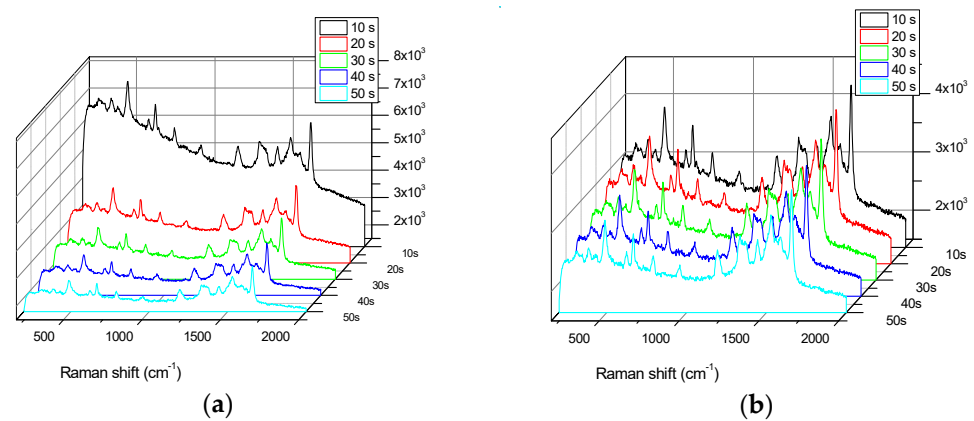 10 s
20 s
30 s
40 s
50 s
8x10³
7x10³
6x10³
5x10³
4x10³
3x10³
2x10³
10s
20s
30s
40s
50s
500 1000 1500 2000
Raman shift (cm⁻¹)
(a)
10 s
20 s
30 s
40 s
50 s
4x10³
3x10³
2x10³
10s
20s
30s
40s
50s
500 1000 1500 2000
Raman shift (cm⁻¹)
(b)